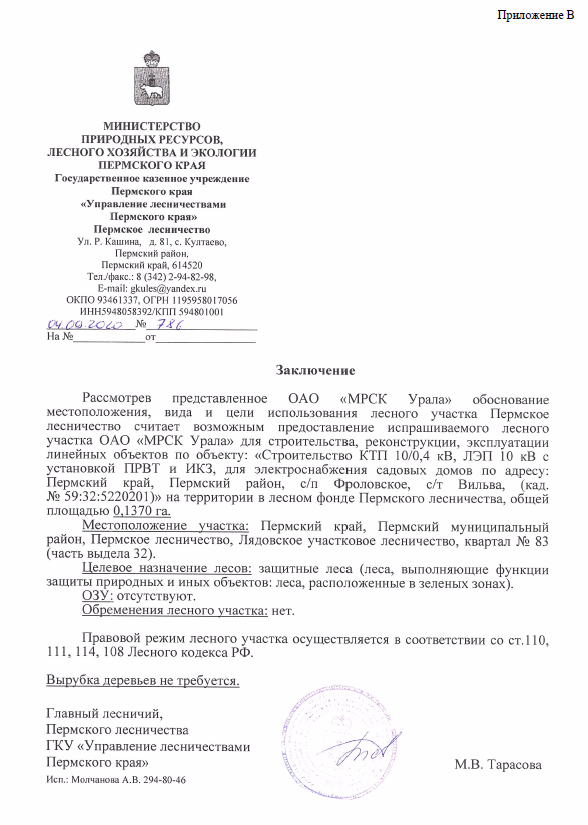 Приложение В
МИНИСТЕРСТВО
ПРИРОДНЫХ РЕСУРСОВ,
ЛЕСНОГО ХОЗЯЙСТВА И ЭКОЛОГИИ
ПЕРМСКОГО КРАЯ
Государственное казенное учреждение
Пермского края
«Управление лесничествами
Пермского края»
Пермское лесничество
Ул. Р. Кашина, д. 81, с. Култаево,
Пермский район,
Пермский край, 614520
Тел./факс.: 8 (342) 2-94-82-98,
E-mail: gkules@yandex.ru
ОКПО 93461337, ОГРН 1195958017056
ИНН5948058392/КПП 594801001
04.09.2020 № 786
На № от
Заключение
Рассмотрев представленное ОАО «МРСК Урала» обоснование
местоположения, вида и цели использования лесного участка Пермское
лесничество считает возможным предоставление испрашиваемого лесного
участка ОАО «МРСК Урала» для строительства, реконструкции, эксплуатации
линейных объектов по объекту: «Строительство КТП 10/0,4 кВ, ЛЭП 10 кВ с
установкой ПРВТ и ИКЗ, для электроснабжения садовых домов по адресу:
Пермский край, Пермский район, с/п Фроловское, с/т Вильва, (кад.
№ 59:32:5220201)» на территории в лесном фонде Пермского лесничества, общей
площадью 0,1370 га.
Местоположение участка: Пермский край, Пермский муниципальный
район, Пермское лесничество, Лядовское участковое лесничество, квартал № 83
(часть выдела 32).
Целевое назначение лесов: защитные леса (леса, выполняющие функции
защиты природных и иных объектов: леса, расположенные в зеленых зонах).
ОЗУ: отсутствуют.
Обременения лесного участка: нет.
Правовой режим лесного участка осуществляется в соответствии со ст.110,
111, 114, 108 Лесного кодекса РФ.
Вырубка деревьев не требуется.
Главный лесничий,
Пермского лесничества
ГКУ «Управление лесничествами
Пермского края»
М.В. Тарасова
Исп.: Молчанова А.В. 294-80-46